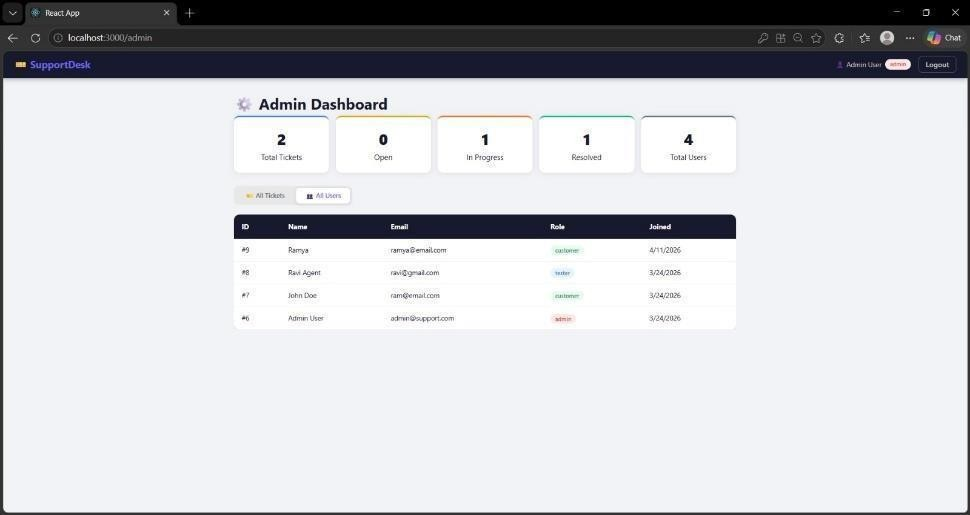 React App
localhost:3000/admin
Chat
SupportDesk
Admin User admin Logout
Admin Dashboard
2 0 1 1 4
Total Tickets Open In Progress Resolved Total Users
All Tickets All Users
ID Name Email Role Joined
#9 Ramya ramya@email.com customer 4/11/2026
#8 Ravi Agent ravi@gmail.com tester 3/24/2026
#7 John Doe ram@email.com customer 3/24/2026
#6 Admin User admin@support.com admin 3/24/2026